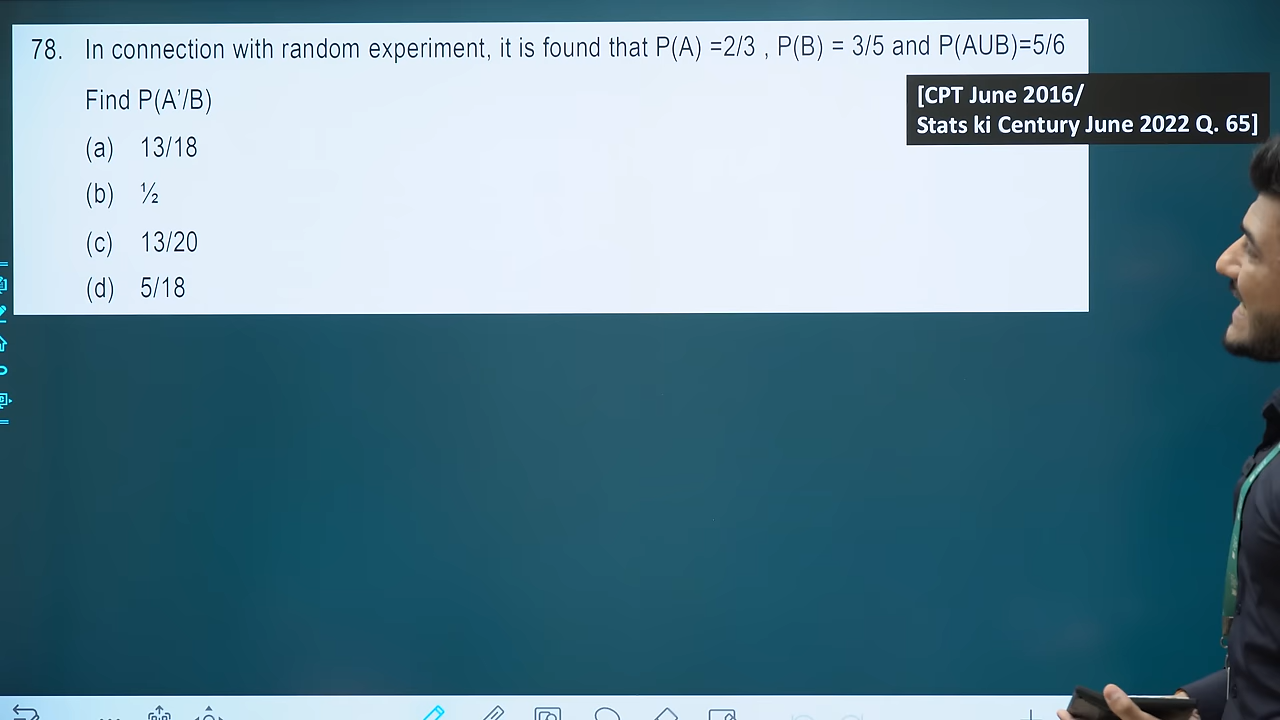 78. In connection with random experiment, it is found that P(A) =2/3 , P(B) = 3/5 and P(AUB)=5/6
Find P(A’/B)
[CPT June 2016/
Stats ki Century June 2022 Q. 65]
(a) 13/18
(b) ½
(c) 13/20
(d) 5/18